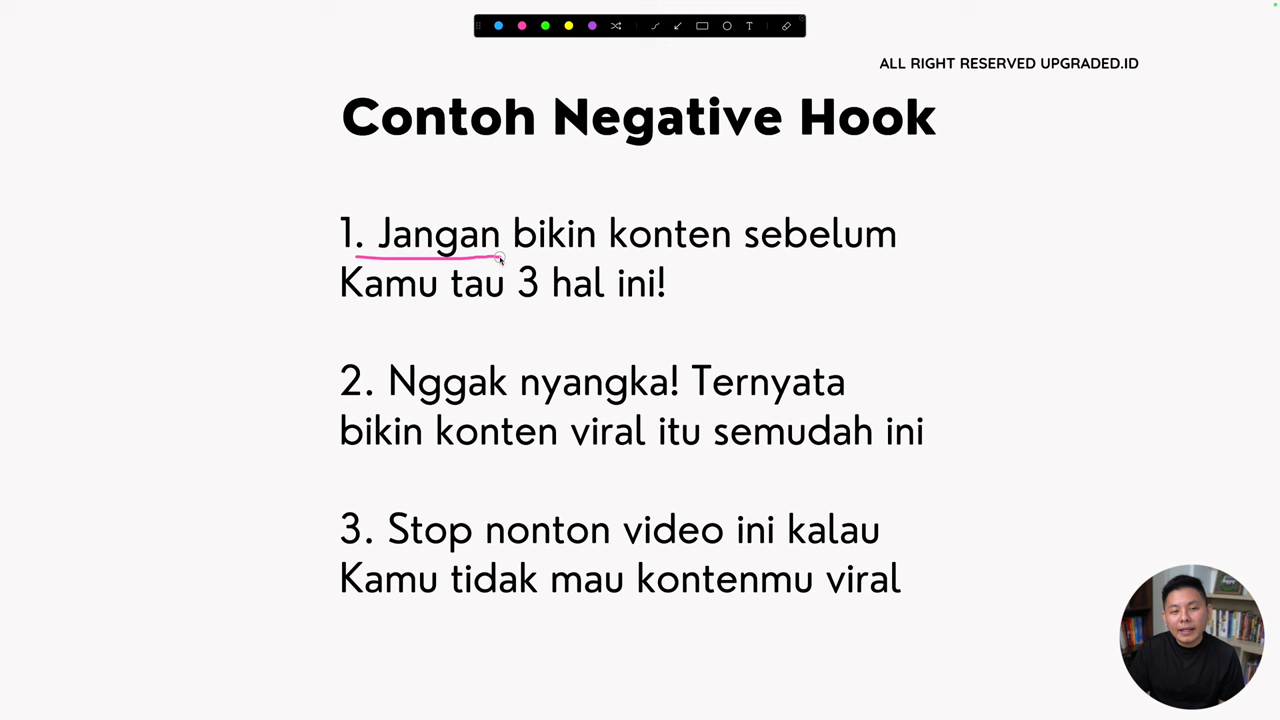 T
ALL RIGHT RESERVED UPGRADED.ID
Contoh Negative Hook
1. Jangan bikin konten sebelum
Kamu tau 3 hal ini!
2. Nggak nyangka! Ternyata
bikin konten viral itu semudah ini
3. Stop nonton video ini kalau
Kamu tidak mau kontenmu viral